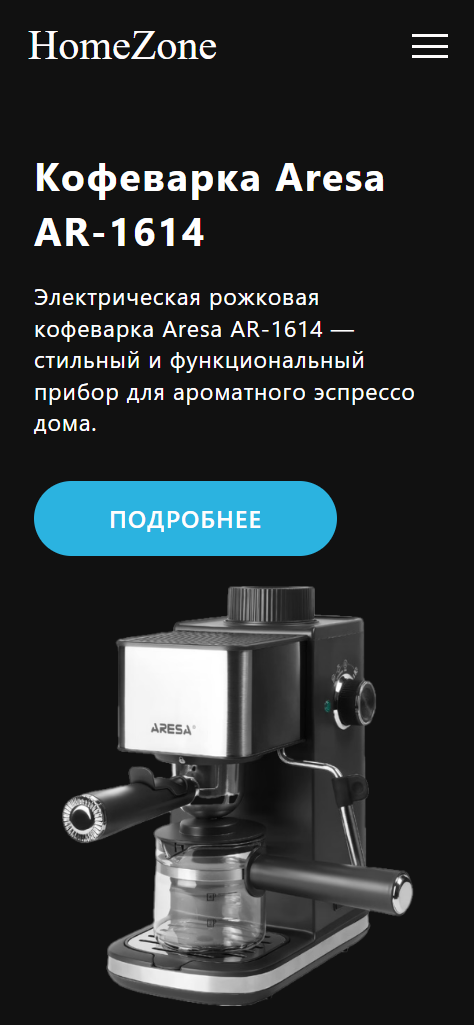 HomeZone
Кофеварка Aresa
AR-1614
Электрическая рожковая
кофеварка Aresa AR-1614 —
стильный и функциональный
прибор для ароматного эспрессо
дома.
ПОДРОБНЕЕ
ARESA